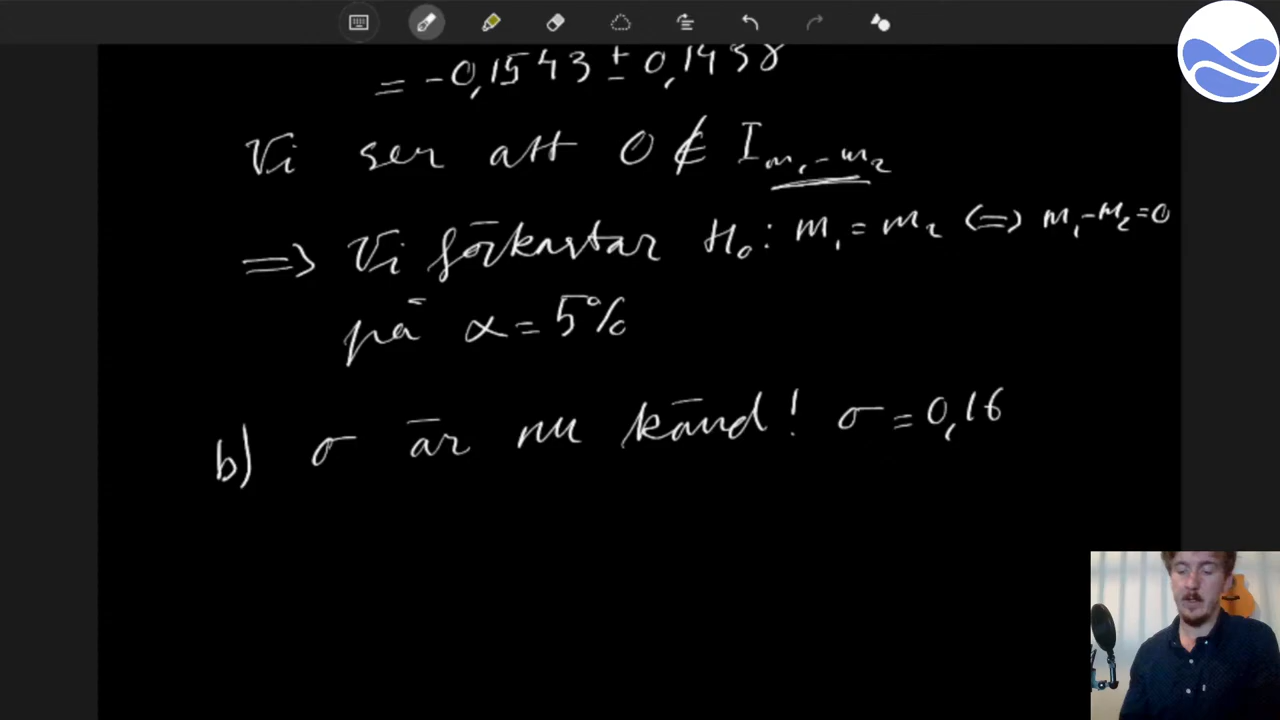 = -0,1543 ± 0,1438
Vi ser att 0 ∉ I_{m₁-m₂}
=> Vi förkastar H₀: m₁ = m₂ <=> m₁-m₂=0
på α = 5%
b) σ är nu känd! σ = 0,16